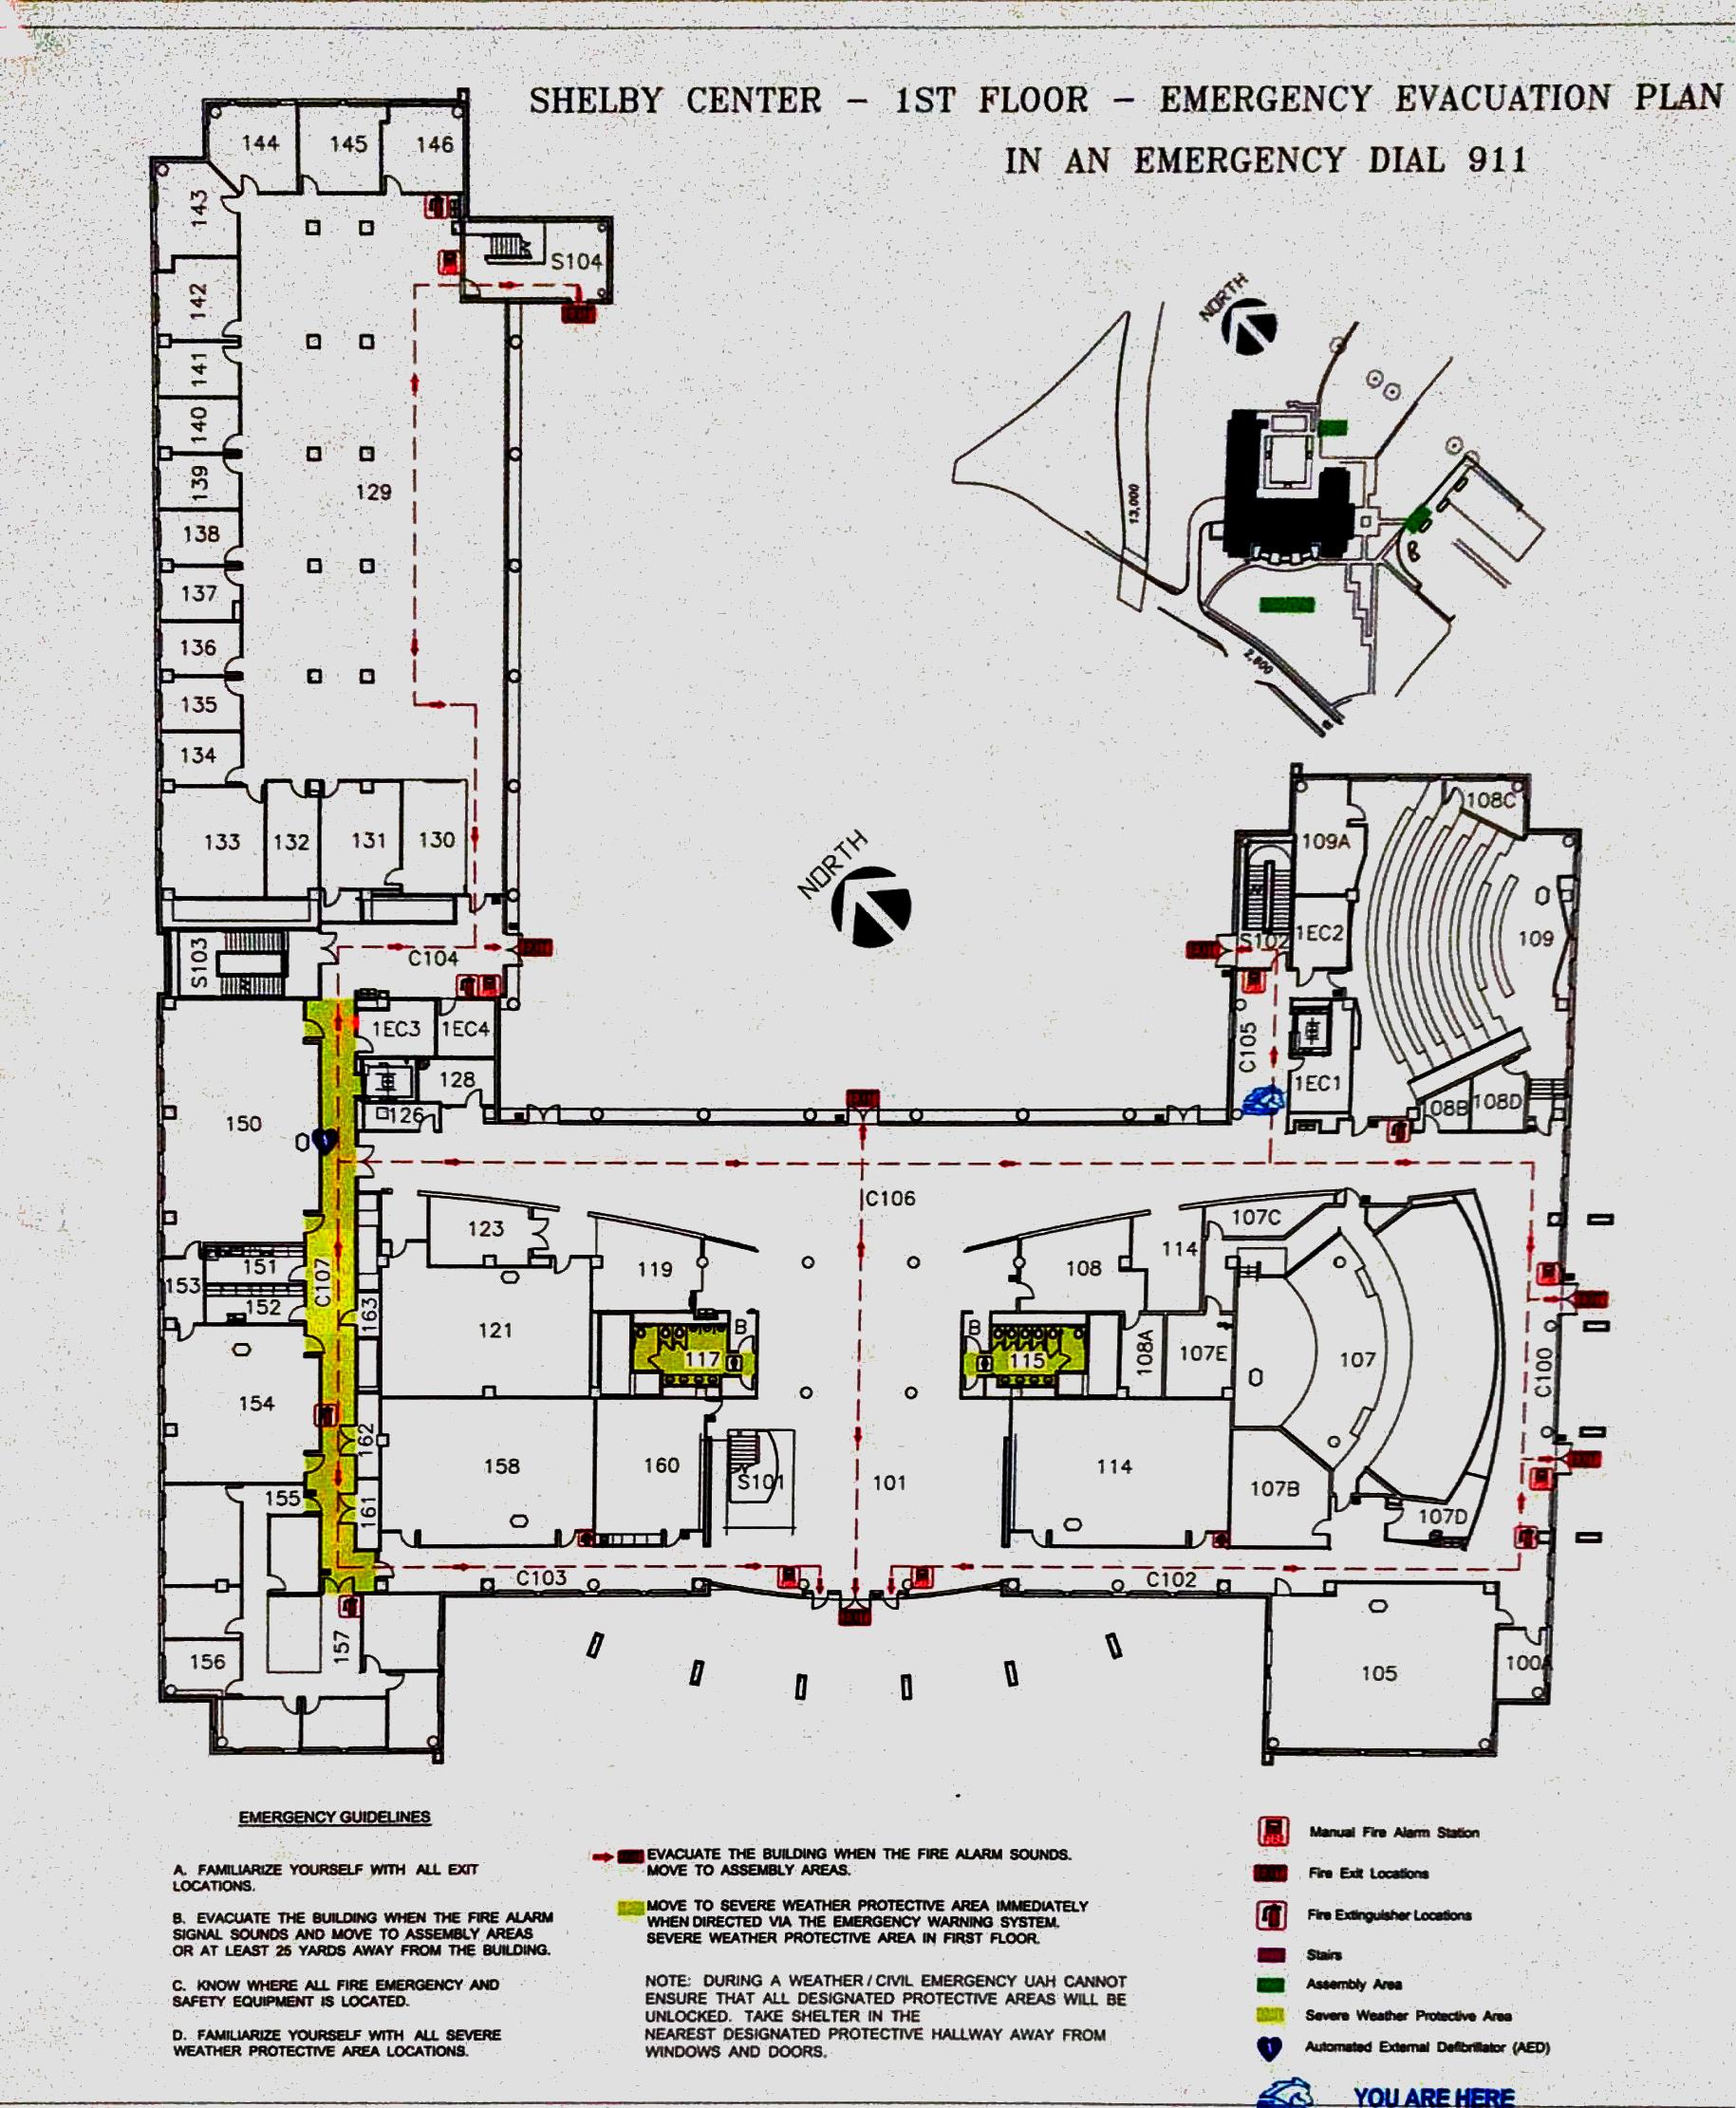 SHELBY CENTER – 1ST FLOOR – EMERGENCY EVACUATION PLAN
IN AN EMERGENCY DIAL 911
144
145
146
143
S104
142
NORTH
141
140
139
129
13,000
138
B
137
136
2,600
135
134
133
132
131
130
NORTH
108C
109A
S103
C104
S102
1EC2
109
1EC3
1EC4
C105
128
1EC1
126
150
08B
108D
C106
123
107C
119
114
108
151
153
C107
152
163
121
B
B
117
115
108A
107E
107
C100
154
162
158
160
S101
101
114
107B
155
161
107D
C103
C102
157
156
105
100A
EMERGENCY GUIDELINES
A. FAMILIARIZE YOURSELF WITH ALL EXIT
LOCATIONS.
B. EVACUATE THE BUILDING WHEN THE FIRE ALARM
SIGNAL SOUNDS AND MOVE TO ASSEMBLY AREAS
OR AT LEAST 25 YARDS AWAY FROM THE BUILDING.
C. KNOW WHERE ALL FIRE EMERGENCY AND
SAFETY EQUIPMENT IS LOCATED.
D. FAMILIARIZE YOURSELF WITH ALL SEVERE
WEATHER PROTECTIVE AREA LOCATIONS.
EVACUATE THE BUILDING WHEN THE FIRE ALARM SOUNDS.
MOVE TO ASSEMBLY AREAS.
MOVE TO SEVERE WEATHER PROTECTIVE AREA IMMEDIATELY
WHEN DIRECTED VIA THE EMERGENCY WARNING SYSTEM.
SEVERE WEATHER PROTECTIVE AREA IN FIRST FLOOR.
NOTE: DURING A WEATHER / CIVIL EMERGENCY UAH CANNOT
ENSURE THAT ALL DESIGNATED PROTECTIVE AREAS WILL BE
UNLOCKED. TAKE SHELTER IN THE
NEAREST DESIGNATED PROTECTIVE HALLWAY AWAY FROM
WINDOWS AND DOORS.
Manual Fire Alarm Station
Fire Exit Locations
Fire Extinguisher Locations
Stairs
Assembly Area
Severe Weather Protective Area
Automated External Defibrillator (AED)
YOU ARE HERE